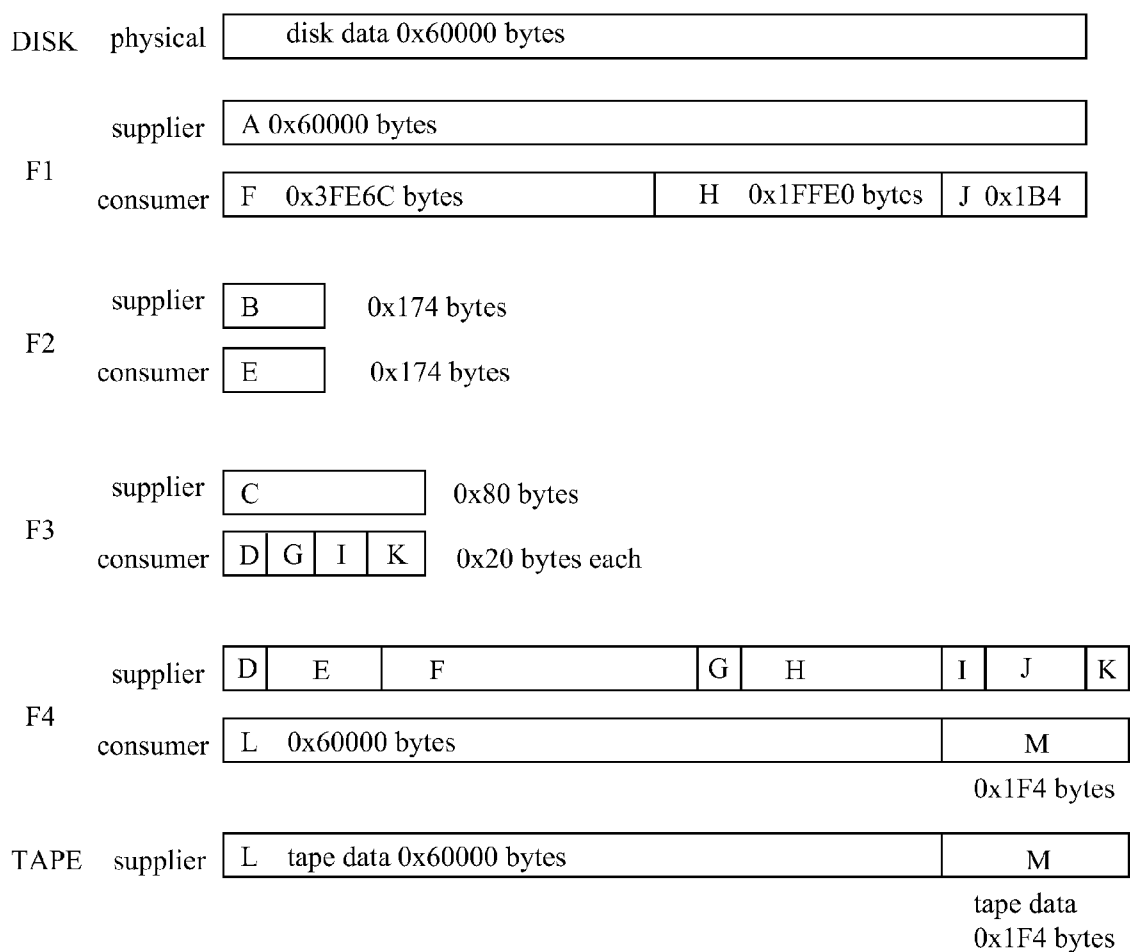 DISK physical disk data 0x60000 bytes
supplier A 0x60000 bytes
F1
consumer F 0x3FE6C bytes H 0x1FFE0 bytes J 0x1B4
supplier B 0x174 bytes
F2
consumer E 0x174 bytes
supplier C 0x80 bytes
F3
consumer D G I K 0x20 bytes each
supplier D E F G H I J K
F4
consumer L 0x60000 bytes M
0x1F4 bytes
TAPE supplier L tape data 0x60000 bytes M
tape data
0x1F4 bytes